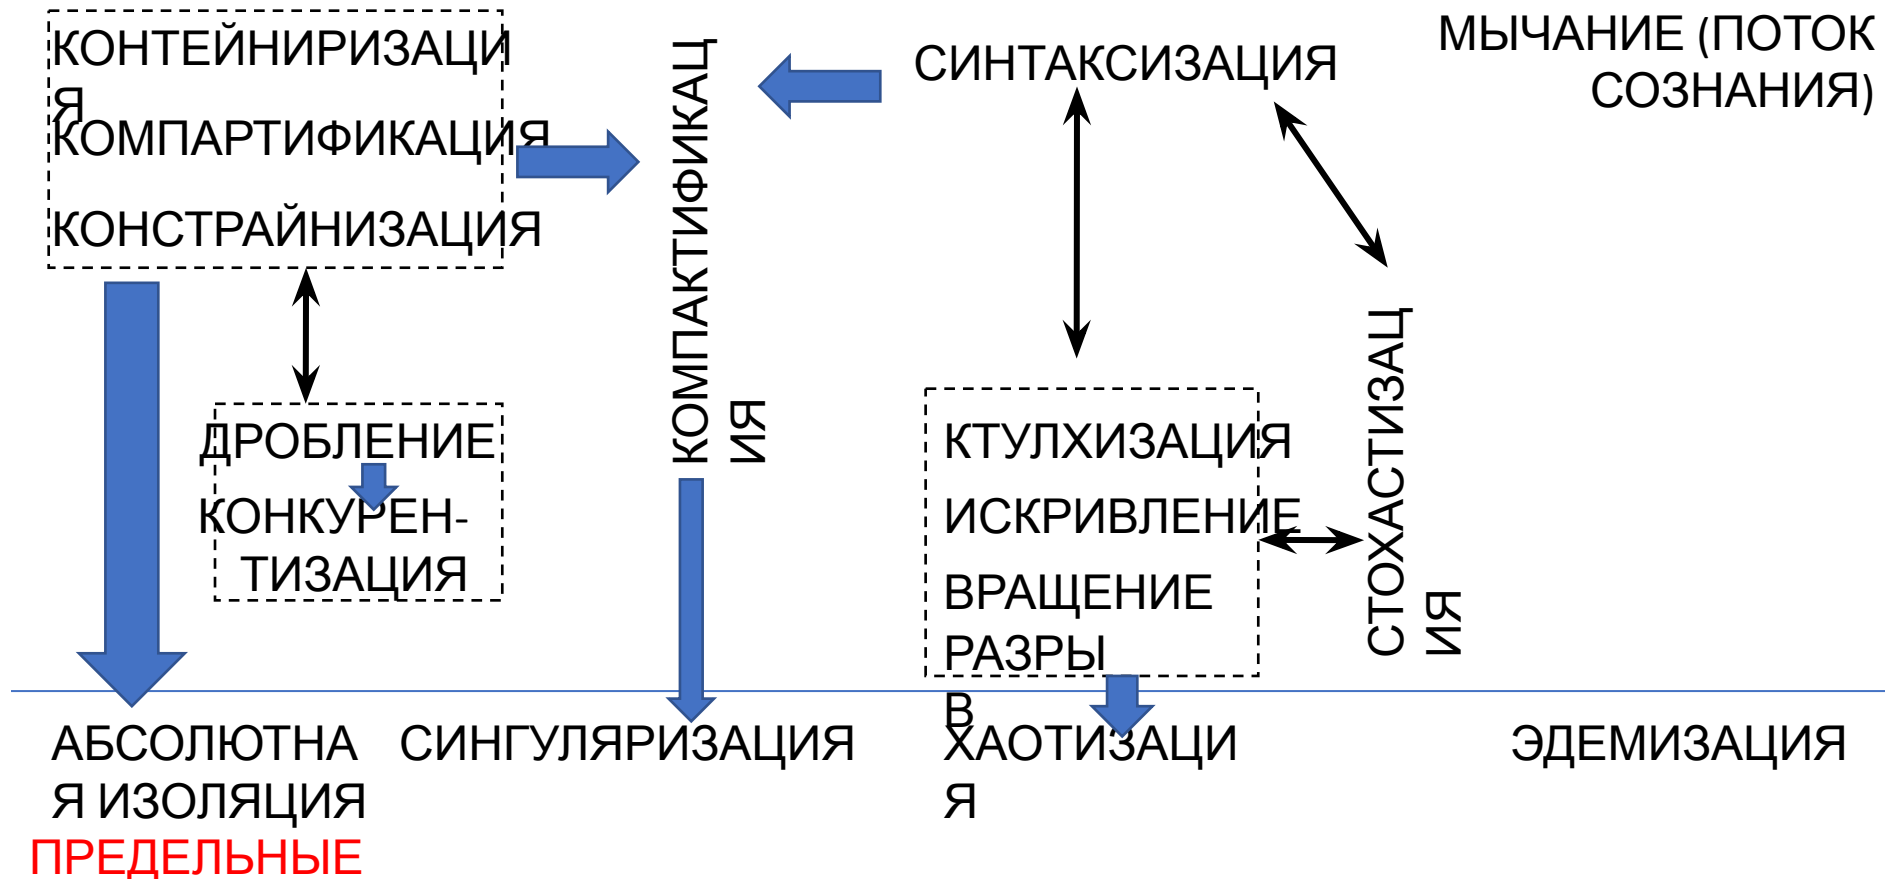 КОНТЕЙНИРИЗАЦИ
Я
КОМПАРТИФИКАЦИЯ
КОНСТРАЙНИЗАЦИЯ
ДРОБЛЕНИЕ
КОНКУРЕН-
ТИЗАЦИЯ
КОМПАКТИФИКАЦ
ИЯ
СИНТАКСИЗАЦИЯ
МЫЧАНИЕ (ПОТОК
СОЗНАНИЯ)
КТУЛХИЗАЦИЯ
ИСКРИВЛЕНИЕ
ВРАЩЕНИЕ
РАЗРЫ
В
СТОХАСТИЗАЦ
ИЯ
АБСОЛЮТНА
Я ИЗОЛЯЦИЯ
СИНГУЛЯРИЗАЦИЯ
ХАОТИЗАЦИ
Я
ЭДЕМИЗАЦИЯ
ПРЕДЕЛЬНЫЕ